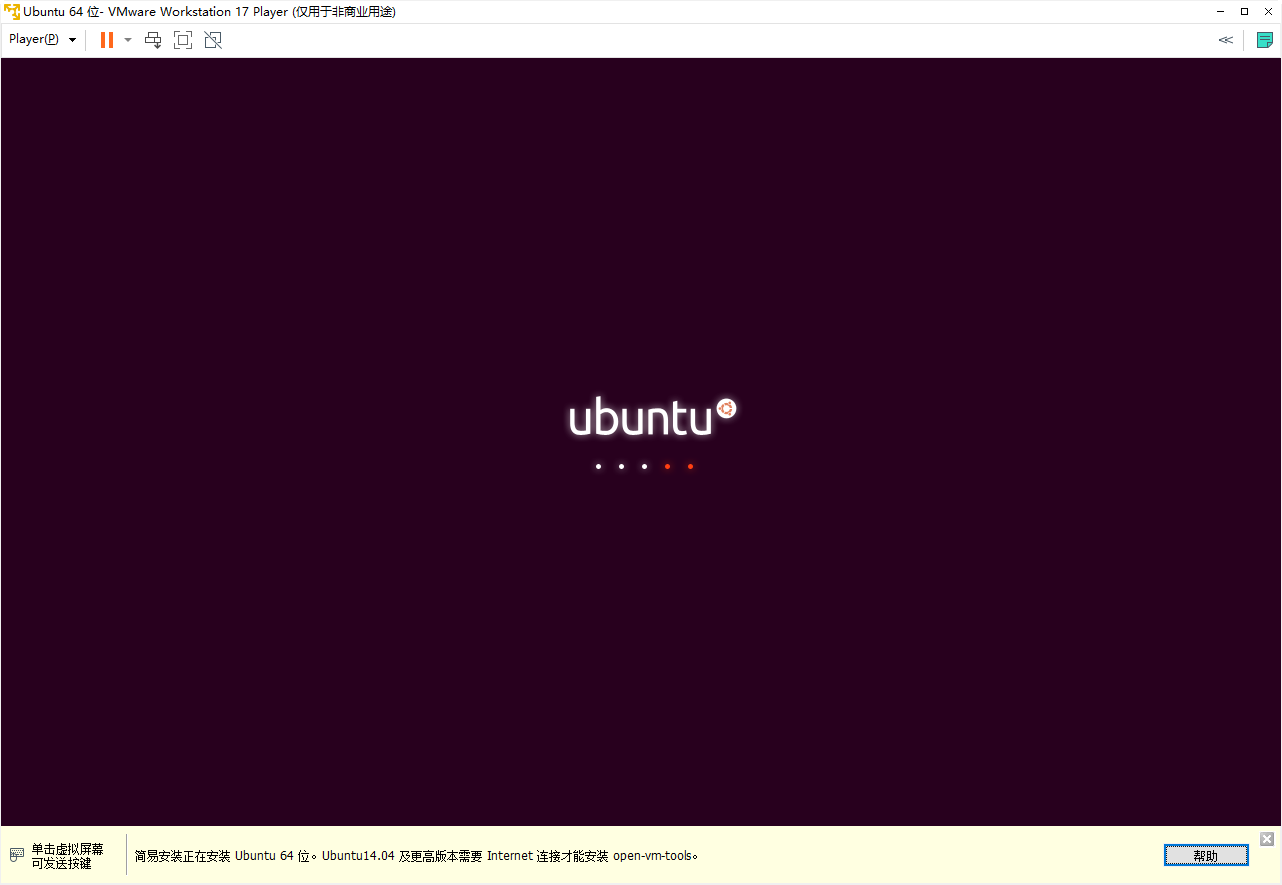 Ubuntu 64 位- VMware Workstation 17 Player (仅用于非商业用途)
Player(P)
ubuntu
单击虚拟屏幕
可发送按键
简易安装正在安装 Ubuntu 64 位。Ubuntu14.04 及更高版本需要 Internet 连接才能安装 open-vm-tools。
帮助